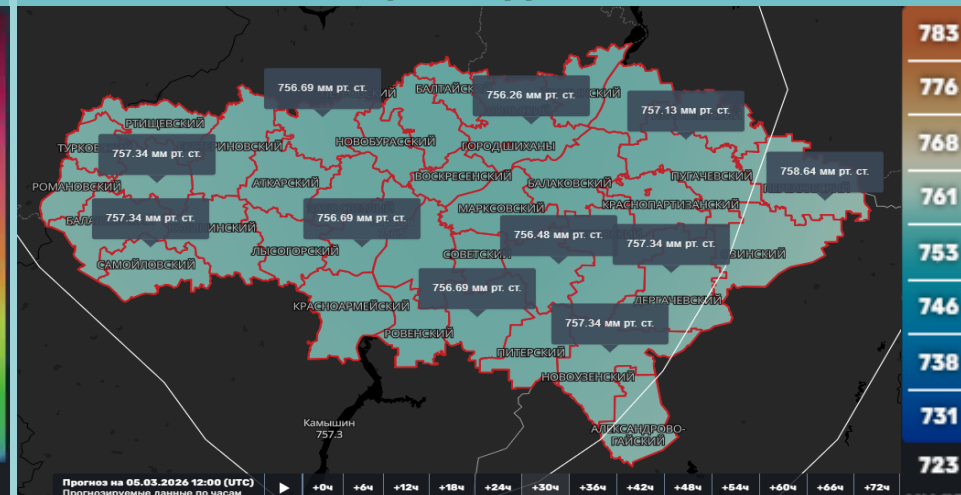 783
776
768
761
753
746
738
731
723
756.69 мм рт. ст.
756.26 мм рт. ст.
757.13 мм рт. ст.
РТИЩЕВСКИЙ
НОВОБУРАССКИЙ
ГОРОД ШИХАНЫ
757.34 мм рт. ст.
758.64 мм рт. ст.
РОМАНОВСКИЙ
АТКАРСКИЙ
ВОСКРЕСЕНСКИЙ
БАЛАКОВСКИЙ
ПУГАЧЕВСКИЙ
757.34 мм рт. ст.
756.69 мм рт. ст.
МАРКСОВСКИЙ
КРАСНОПАРТИЗАНСКИЙ
756.48 мм рт. ст.
757.34 мм рт. ст.
САМОЙЛОВСКИЙ
ЛЫСОГОРСКИЙ
СОВЕТСКИЙ
756.69 мм рт. ст.
КРАСНОАРМЕЙСКИЙ
ДЕРГАЧЕВСКИЙ
757.34 мм рт. ст.
РОВЕНСКИЙ
ПИТЕРСКИЙ
НОВОУЗЕНСКИЙ
АЛЕКСАНДРОВО-
ГАЙСКИЙ
Камышин
757.3
Прогноз на 05.03.2026 12:00 (UTC)
Прогнозируемые данные по часам
+0ч +6ч +12ч +18ч +24ч +30ч +36ч +42ч +48ч +54ч +60ч +66ч +72ч